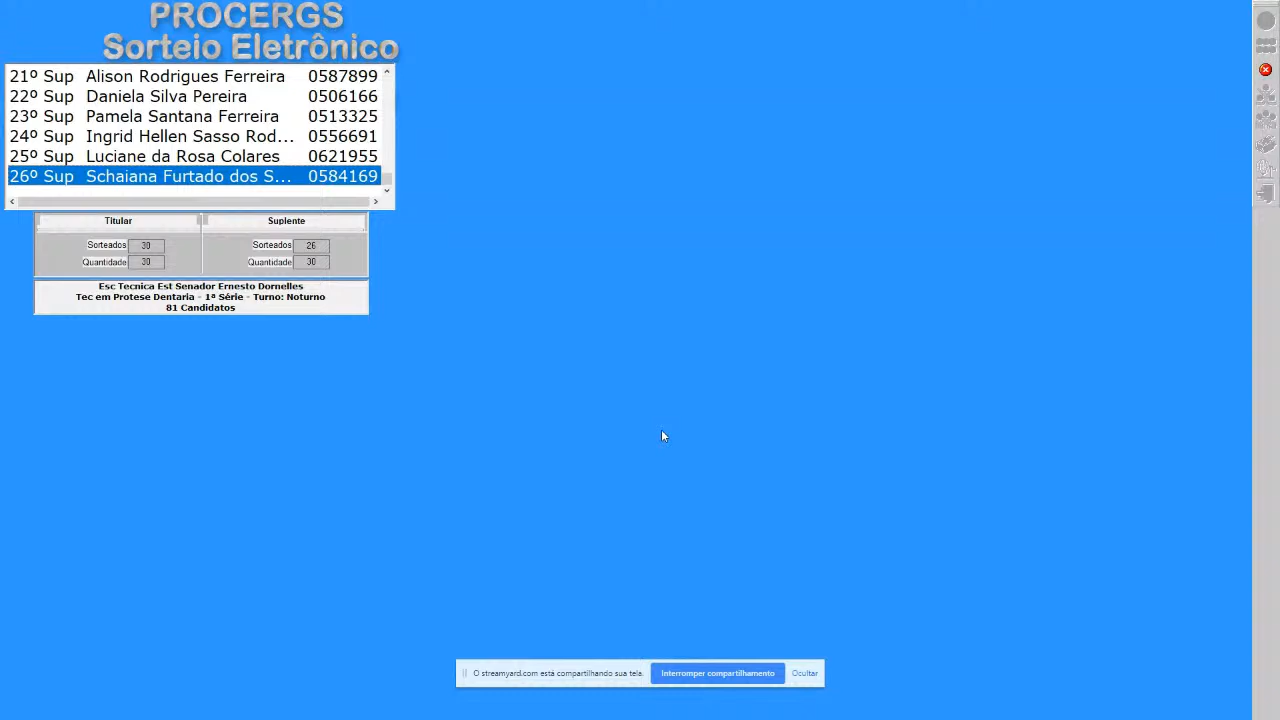 PROCERGS
Sorteio Eletrônico
21º Sup Alison Rodrigues Ferreira 0587899
22º Sup Daniela Silva Pereira 0506166
23º Sup Pamela Santana Ferreira 0513325
24º Sup Ingrid Hellen Sasso Rod... 0556691
25º Sup Luciane da Rosa Colares 0621955
26º Sup Schaiana Furtado dos S... 0584169
Titular Suplente
Sorteados 30 Sorteados 26
Quantidade 30 Quantidade 30
Esc Tecnica Est Senador Ernesto Dornelles
Tec em Protese Dentaria - 1ª Série - Turno: Noturno
81 Candidatos
O streamyard.com está compartilhando sua tela. Interromper compartilhamento Ocultar